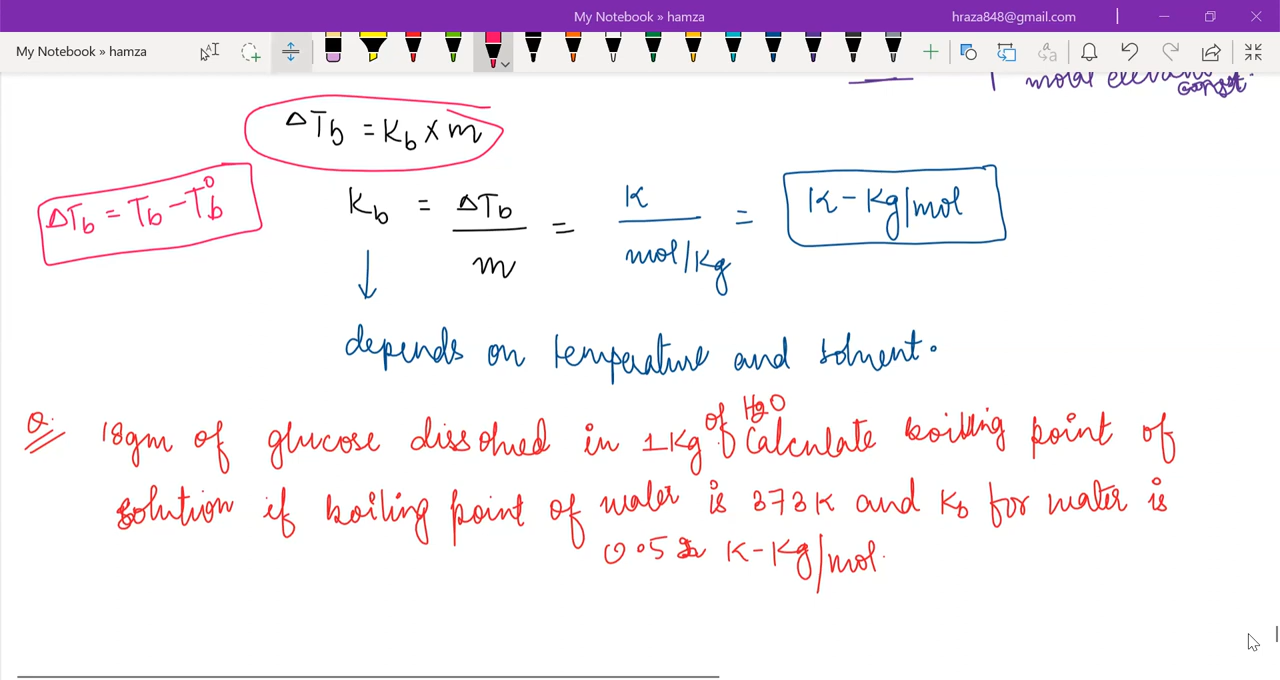 My Notebook » hamza
hraza848@gmail.com
My Notebook » hamza
molal elevation const.
ΔTb = Kb × m
ΔTb = Tb − Tb⁰
Kb = ΔTb / m = K / mol/Kg = K − Kg/mol
depends on temperature and solvent.
Q. 18gm of glucose dissolved in 1Kg of H2O Calculate boiling point of
solution if boiling point of water is 373K and Kb for water is
0.52 K−Kg/mol.